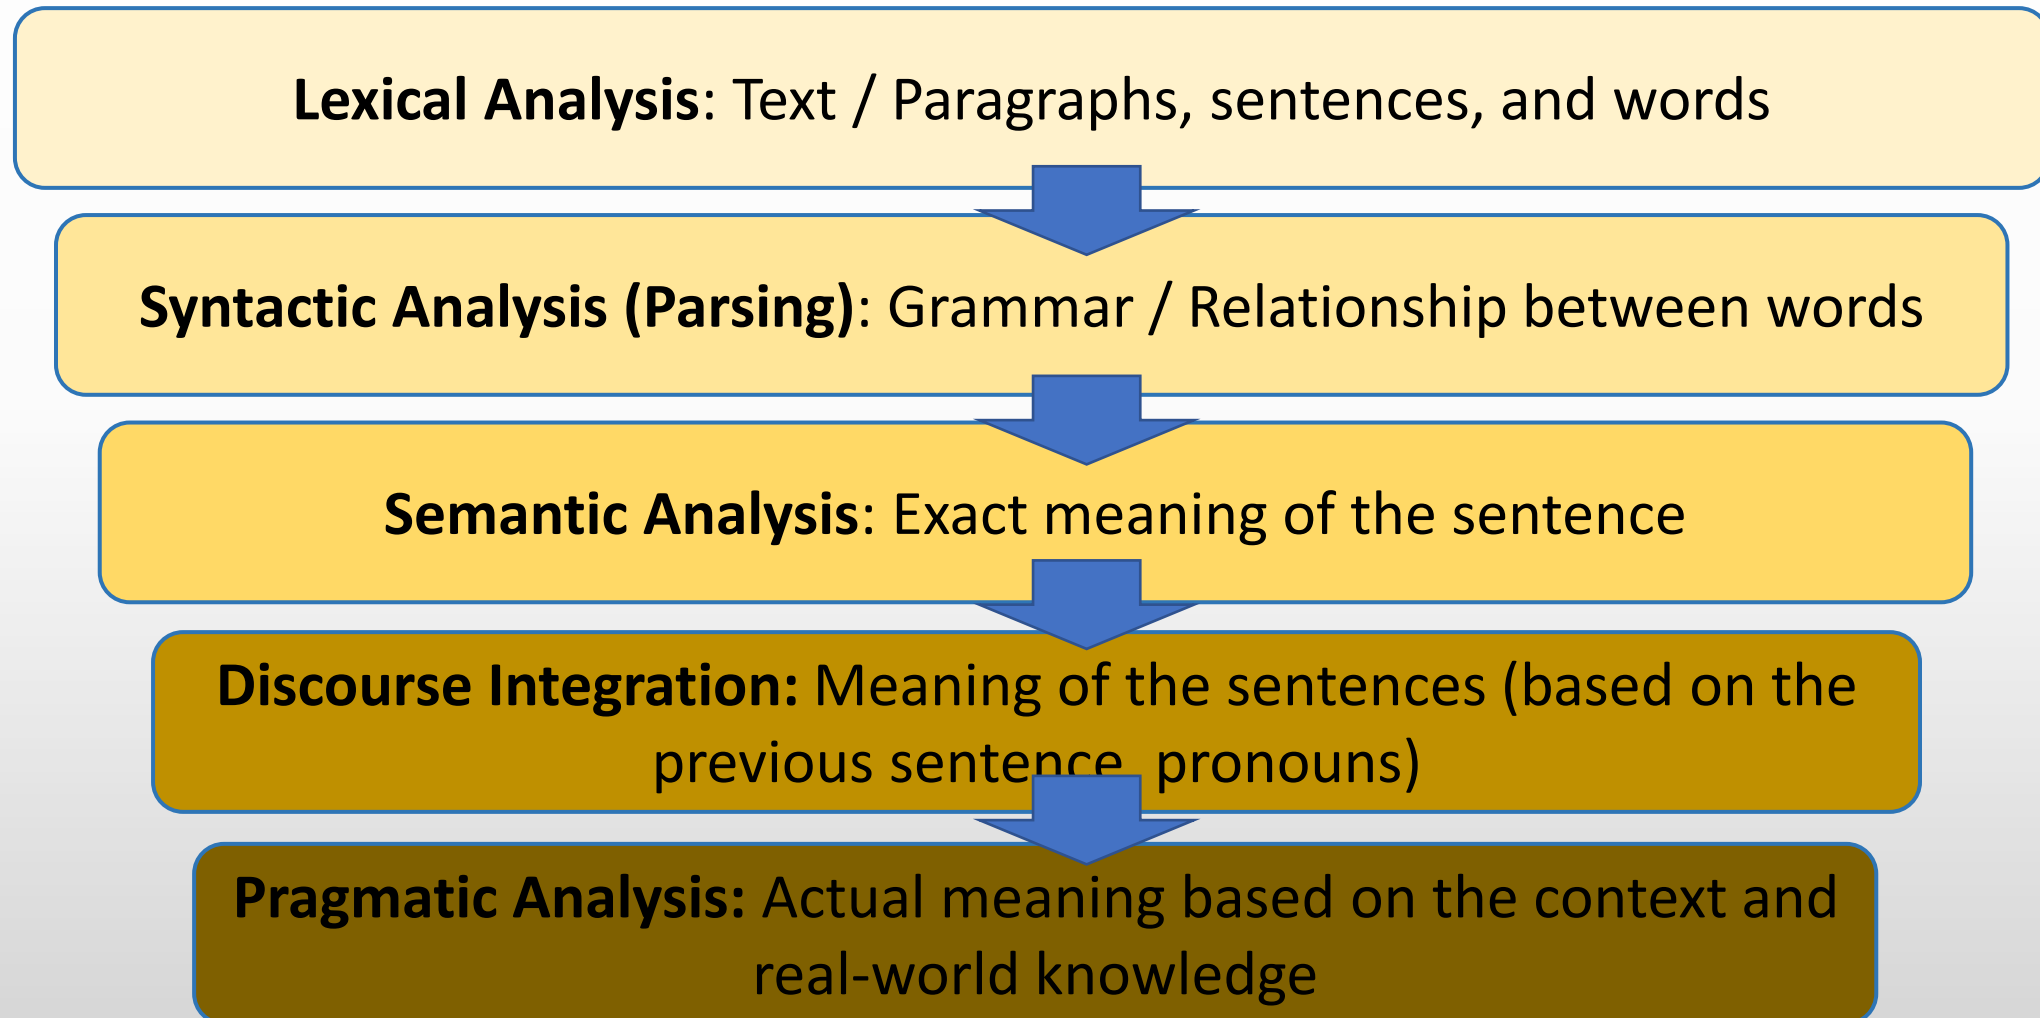 Lexical Analysis: Text / Paragraphs, sentences, and words
Syntactic Analysis (Parsing): Grammar / Relationship between words
Semantic Analysis: Exact meaning of the sentence
Discourse Integration: Meaning of the sentences (based on the
previous sentence, pronouns)
Pragmatic Analysis: Actual meaning based on the context and
real-world knowledge